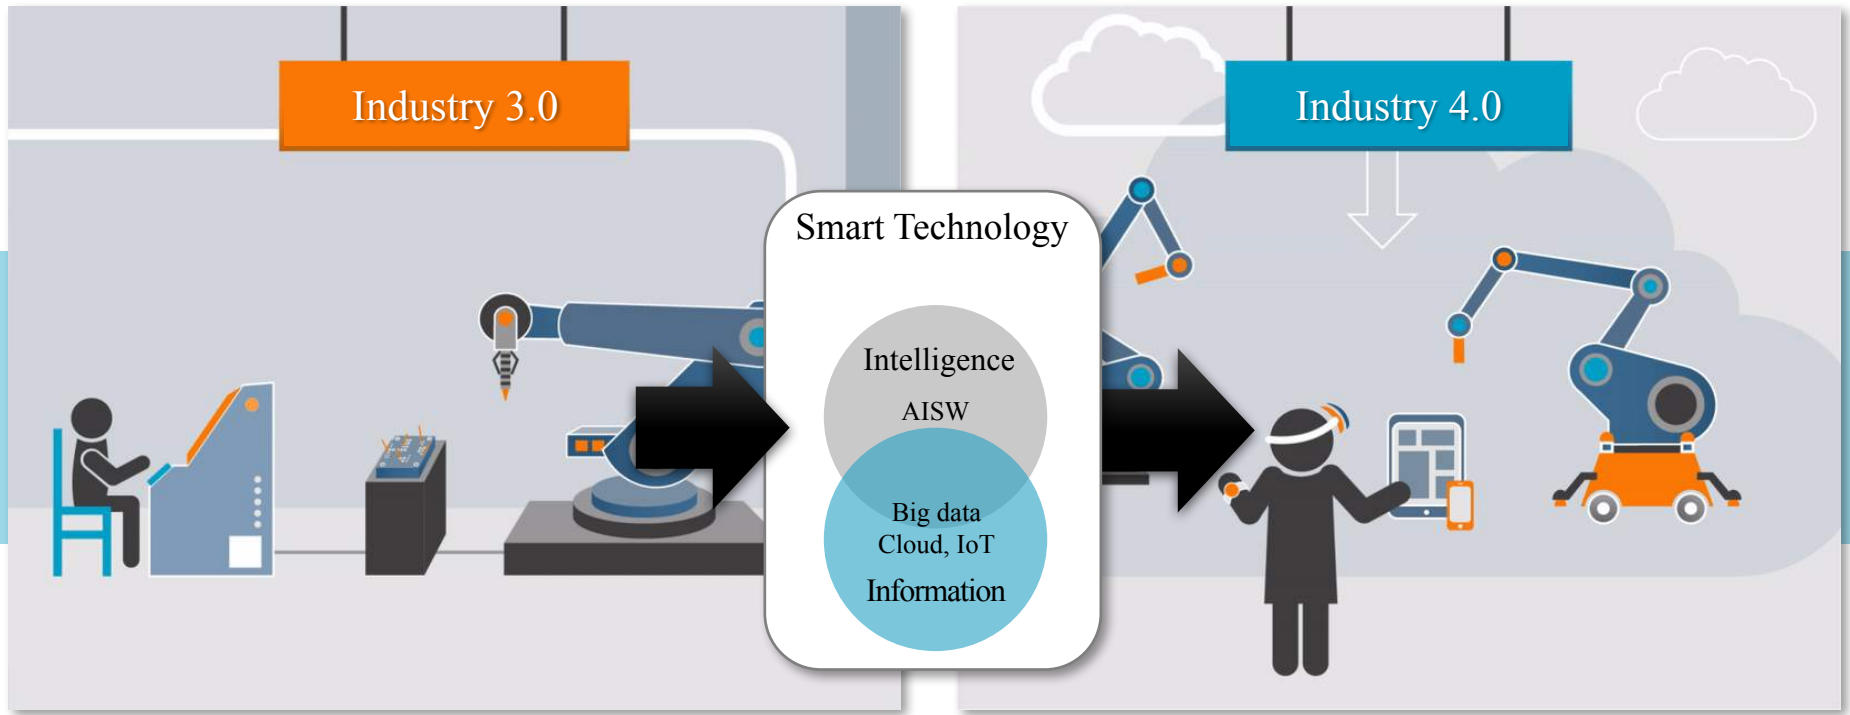 Industry 3.0
Industry 4.0
Smart Technology
Intelligence
AISW
Big data
Cloud, IoT
Information